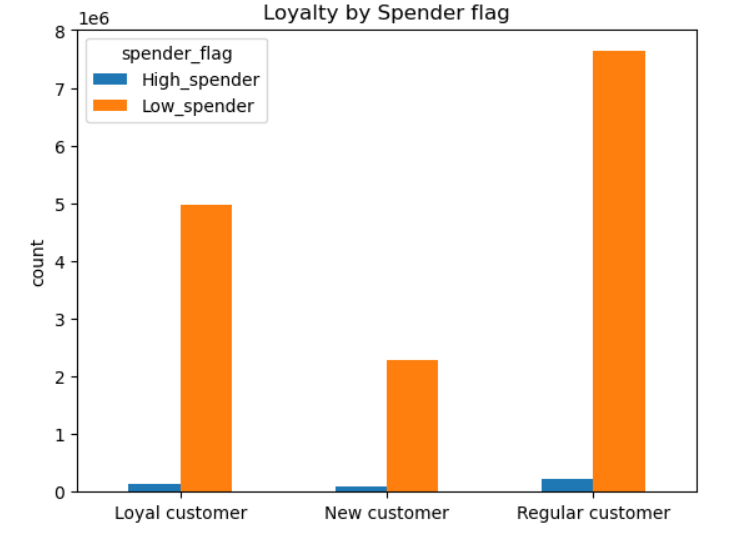 Loyalty by Spender flag
1e6
8
spender_flag
High_spender
Low_spender
7
6
5
4
3
2
1
0
count
Loyal customer
New customer
Regular customer